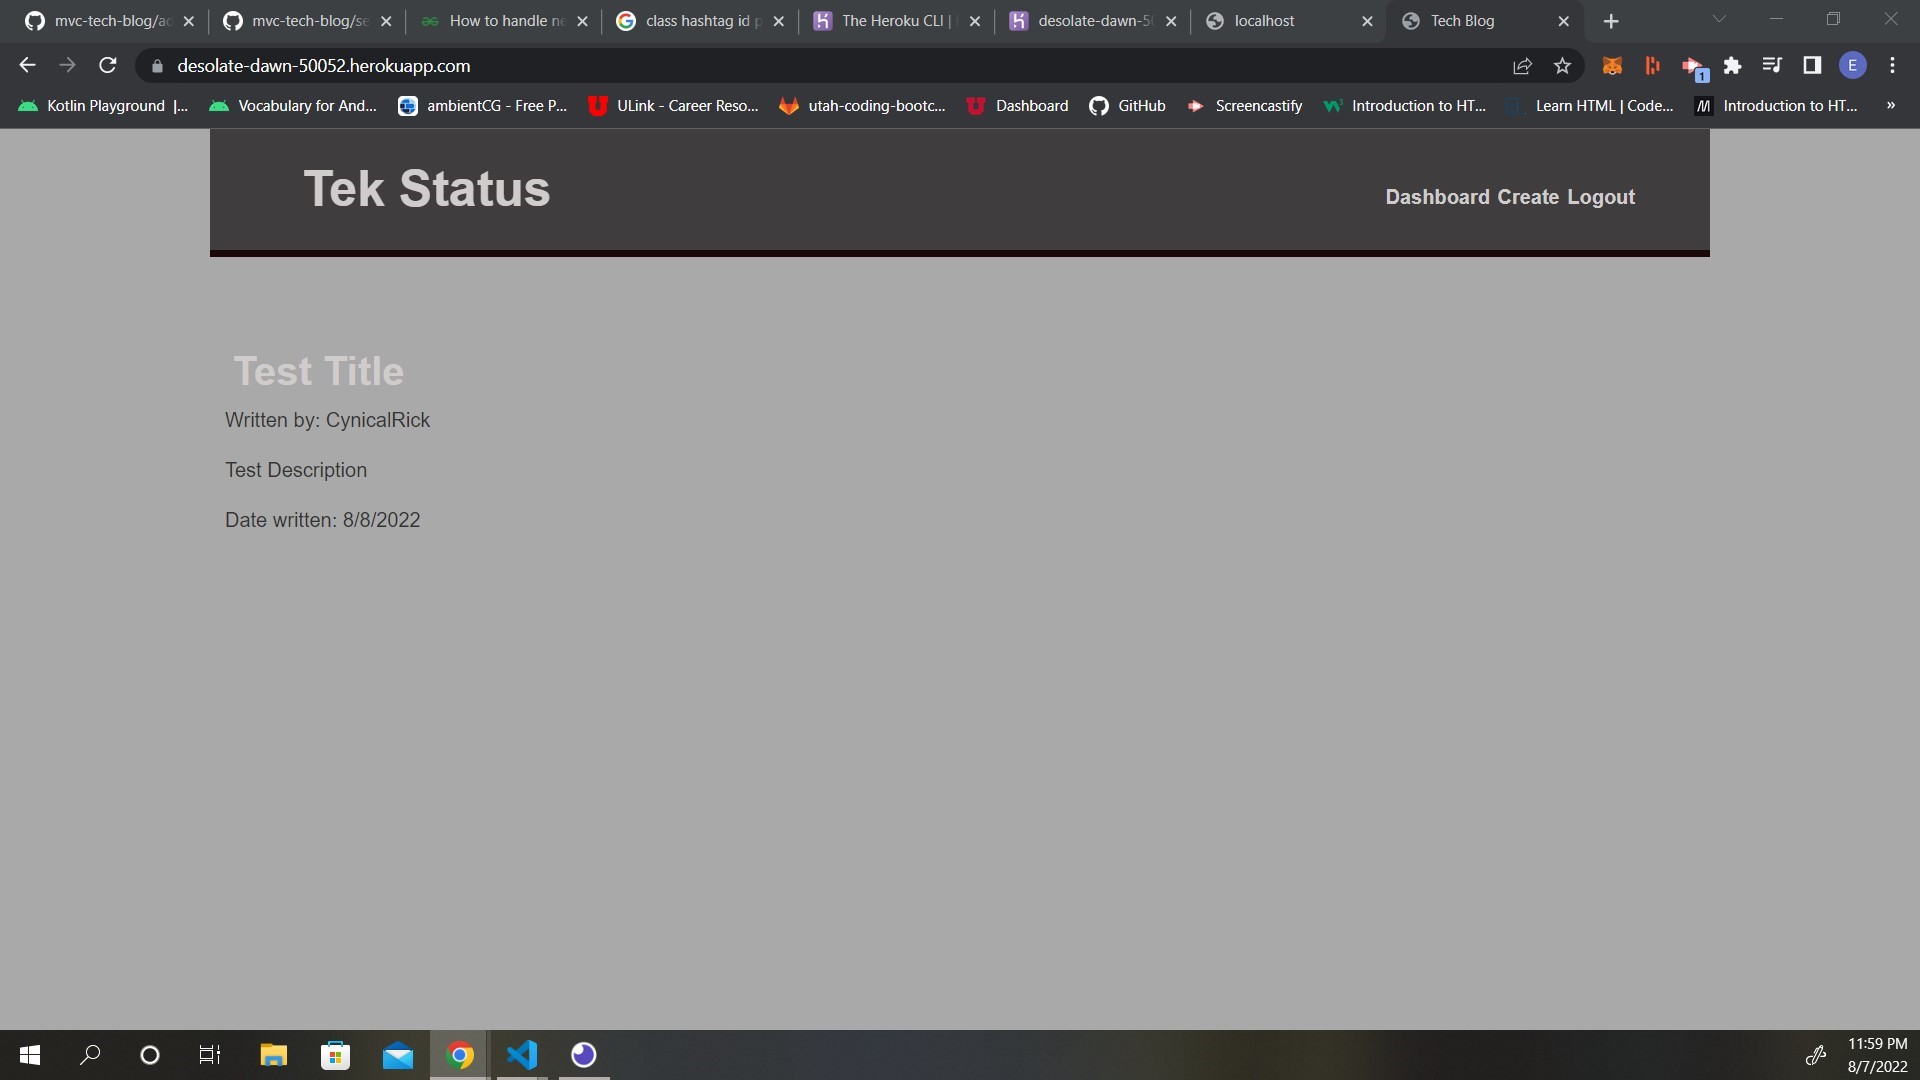 mvc-tech-blog/ad
mvc-tech-blog/se
How to handle ne
class hashtag id p
The Heroku CLI |
desolate-dawn-50
localhost
Tech Blog
desolate-dawn-50052.herokuapp.com
1
E
Kotlin Playground |...
Vocabulary for And...
ambientCG - Free P...
ULink - Career Reso...
utah-coding-bootc...
Dashboard
GitHub
Screencastify
Introduction to HT...
Learn HTML | Code...
Introduction to HT...
»
Tek Status
Dashboard Create Logout
Test Title
Written by: CynicalRick
Test Description
Date written: 8/8/2022
11:59 PM
8/7/2022